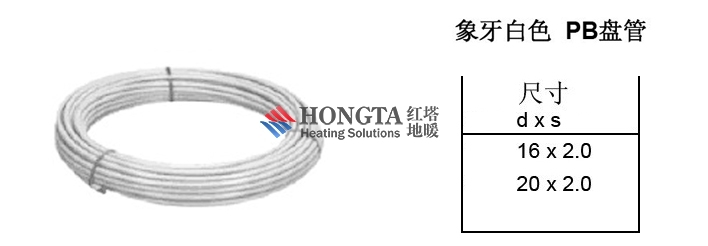 象牙白色 PB盘管
HONGTA 红塔
Heating Solutions 地暖
尺寸
d x s
16 x 2.0
20 x 2.0